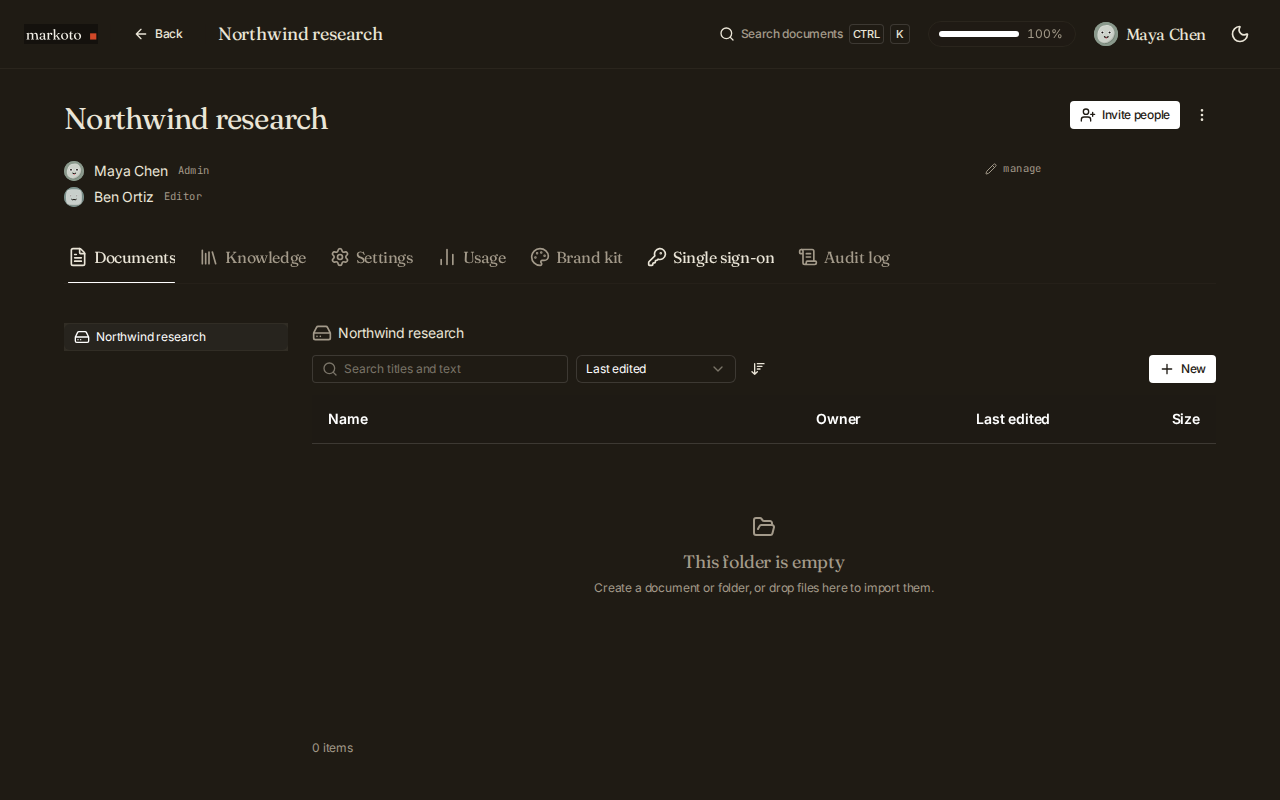 markoto
Back
Northwind research
Search documents CTRL K
100%
Maya Chen
Northwind research
Invite people
Maya Chen Admin
manage
Ben Ortiz Editor
Documents Knowledge Settings Usage Brand kit Single sign-on Audit log
Northwind research
Northwind research
Search titles and text
Last edited
New
Name Owner Last edited Size
This folder is empty
Create a document or folder, or drop files here to import them.
0 items